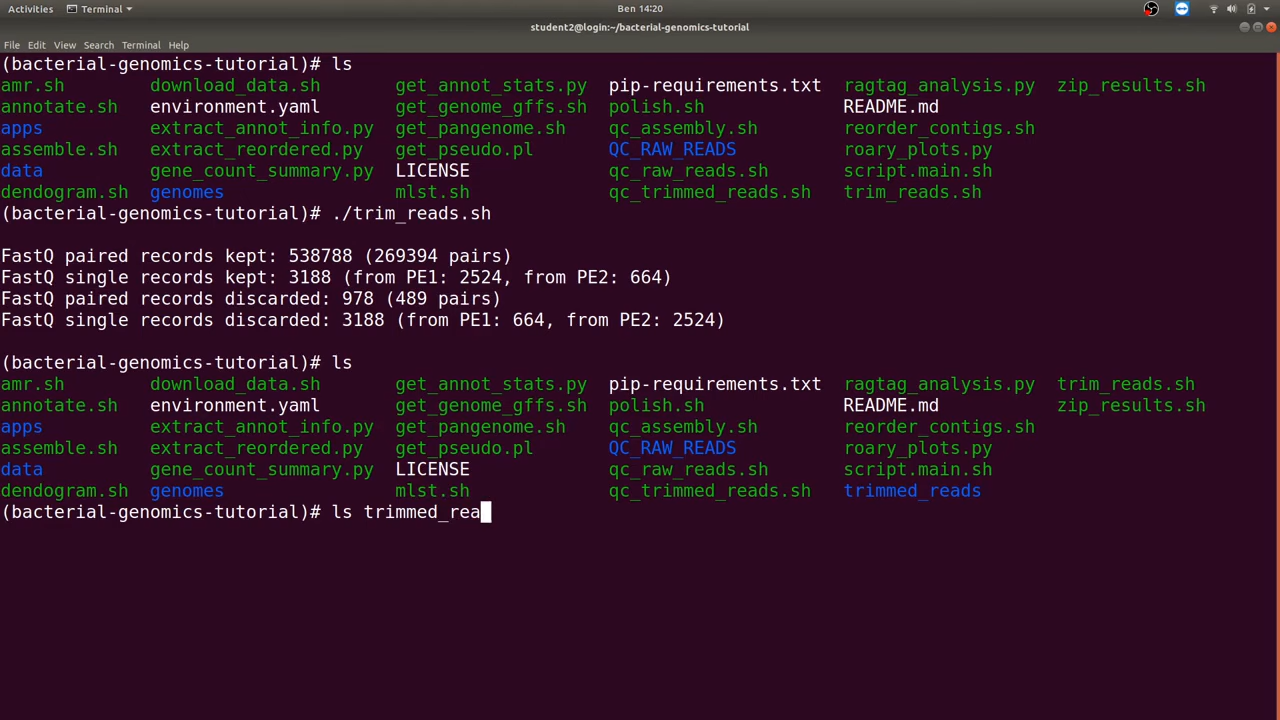 Activities Terminal Ben 14:20
student2@login:~/bacterial-genomics-tutorial
File Edit View Search Terminal Help
(bacterial-genomics-tutorial)# ls
amr.sh download_data.sh get_annot_stats.py pip-requirements.txt ragtag_analysis.py zip_results.sh
annotate.sh environment.yaml get_genome_gffs.sh polish.sh README.md
apps extract_annot_info.py get_pangenome.sh qc_assembly.sh reorder_contigs.sh
assemble.sh extract_reordered.py get_pseudo.pl QC_RAW_READS roary_plots.py
data gene_count_summary.py LICENSE qc_raw_reads.sh script.main.sh
dendogram.sh genomes mlst.sh qc_trimmed_reads.sh trim_reads.sh
(bacterial-genomics-tutorial)# ./trim_reads.sh
FastQ paired records kept: 538788 (269394 pairs)
FastQ single records kept: 3188 (from PE1: 2524, from PE2: 664)
FastQ paired records discarded: 978 (489 pairs)
FastQ single records discarded: 3188 (from PE1: 664, from PE2: 2524)
(bacterial-genomics-tutorial)# ls
amr.sh download_data.sh get_annot_stats.py pip-requirements.txt ragtag_analysis.py trim_reads.sh
annotate.sh environment.yaml get_genome_gffs.sh polish.sh README.md zip_results.sh
apps extract_annot_info.py get_pangenome.sh qc_assembly.sh reorder_contigs.sh
assemble.sh extract_reordered.py get_pseudo.pl QC_RAW_READS roary_plots.py
data gene_count_summary.py LICENSE qc_raw_reads.sh script.main.sh
dendogram.sh genomes mlst.sh qc_trimmed_reads.sh trimmed_reads
(bacterial-genomics-tutorial)# ls trimmed_rea